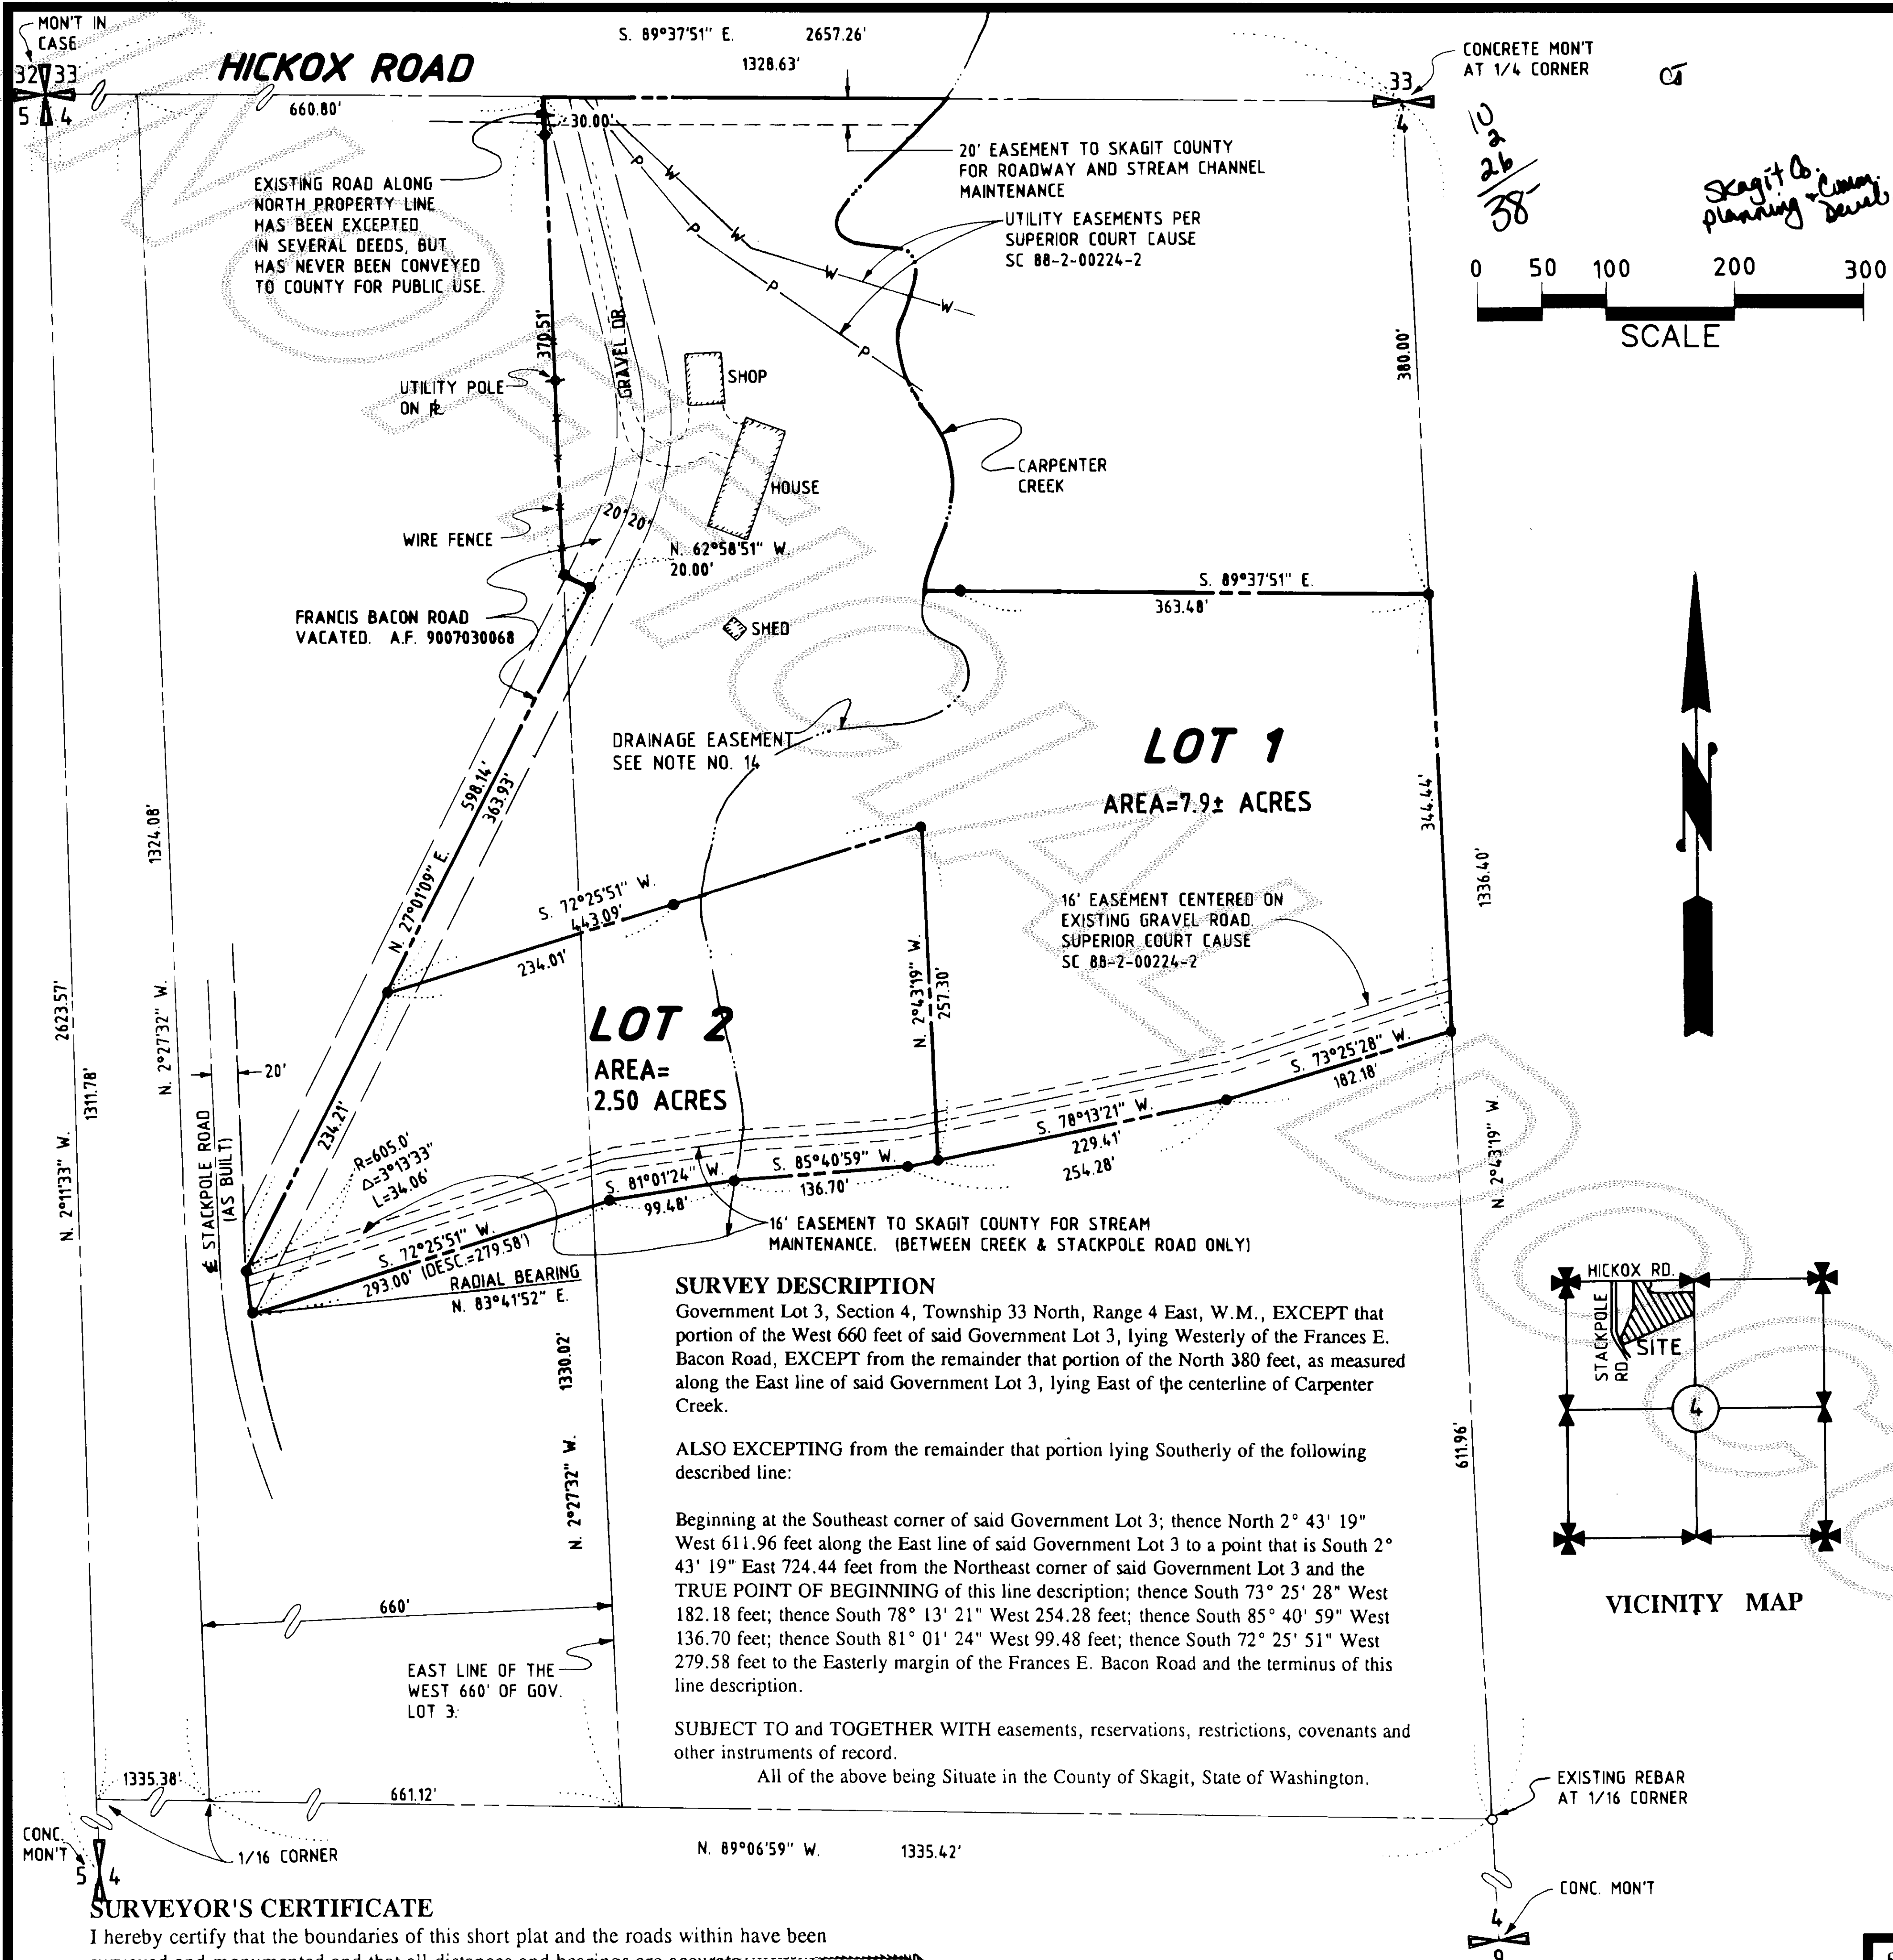 MON'T IN
CASE
32 33
5 4
HICKOX ROAD
S. 89°37'51" E. 2657.26'
1328.63'
660.80'
30.00'
33
4
CONCRETE MON'T
AT 1/4 CORNER
10
2
26
38-
Skagit Co.
planning + Comm.
Devel
0 50 100 200 300
SCALE
EXISTING ROAD ALONG
NORTH PROPERTY LINE
HAS BEEN EXCEPTED
IN SEVERAL DEEDS, BUT
HAS NEVER BEEN CONVEYED
TO COUNTY FOR PUBLIC USE.
20' EASEMENT TO SKAGIT COUNTY
FOR ROADWAY AND STREAM CHANNEL
MAINTENANCE
UTILITY EASEMENTS PER
SUPERIOR COURT CAUSE
SC 88-2-00224-2
P W
P W
P W
P W
370.51'
GRAVEL DR.
SHOP
380.00'
UTILITY POLE
ON PL
HOUSE
CARPENTER
CREEK
WIRE FENCE
20' 20'
N. 62°58'51" W.
20.00'
S. 89°37'51" E.
363.48'
FRANCIS BACON ROAD
VACATED. A.F. 9007030068
SHED
DRAINAGE EASEMENT
SEE NOTE NO. 14
LOT 1
AREA=7.9± ACRES
344.44'
1336.40'
N
1324.08'
598.14'
363.93'
N. 27°01'09" E.
S. 72°25'51" W.
443.09'
234.01'
16' EASEMENT CENTERED ON
EXISTING GRAVEL ROAD.
SUPERIOR COURT CAUSE
SC 88-2-00224-2
N. 2°43'19" W.
257.30'
2623.57'
N. 2°27'32" W.
LOT 2
AREA=
2.50 ACRES
20'
1311.78'
N. 2°11'33" W.
℄ STACKPOLE ROAD
(AS BUILT)
234.21'
R=605.0'
Δ=3°13'33"
L=34.06'
S. 73°25'28" W.
182.18'
S. 78°13'21" W.
229.41'
254.28'
S. 85°40'59" W.
136.70'
S. 81°01'24" W.
99.48'
S. 72°25'51" W.
293.00' (DESC.=279.58')
RADIAL BEARING
N. 83°41'52" E.
N. 2°43'19" W.
16' EASEMENT TO SKAGIT COUNTY FOR STREAM
MAINTENANCE. (BETWEEN CREEK & STACKPOLE ROAD ONLY)
SURVEY DESCRIPTION
Government Lot 3, Section 4, Township 33 North, Range 4 East, W.M., EXCEPT that
portion of the West 660 feet of said Government Lot 3, lying Westerly of the Frances E.
Bacon Road, EXCEPT from the remainder that portion of the North 380 feet, as measured
along the East line of said Government Lot 3, lying East of the centerline of Carpenter
Creek.
ALSO EXCEPTING from the remainder that portion lying Southerly of the following
described line:
Beginning at the Southeast corner of said Government Lot 3; thence North 2° 43' 19"
West 611.96 feet along the East line of said Government Lot 3 to a point that is South 2°
43' 19" East 724.44 feet from the Northeast corner of said Government Lot 3 and the
TRUE POINT OF BEGINNING of this line description; thence South 73° 25' 28" West
182.18 feet; thence South 78° 13' 21" West 254.28 feet; thence South 85° 40' 59" West
136.70 feet; thence South 81° 01' 24" West 99.48 feet; thence South 72° 25' 51" West
279.58 feet to the Easterly margin of the Frances E. Bacon Road and the terminus of this
line description.
SUBJECT TO and TOGETHER WITH easements, reservations, restrictions, covenants and
other instruments of record.
All of the above being Situate in the County of Skagit, State of Washington.
1330.02'
N. 2°27'32" W.
611.96'
HICKOX RD.
STACKPOLE
RD.
SITE
4
VICINITY MAP
660'
EAST LINE OF THE
WEST 660' OF GOV.
LOT 3.
1335.38'
661.12'
EXISTING REBAR
AT 1/16 CORNER
CONC.
MON'T
5 4
1/16 CORNER
N. 89°06'59" W. 1335.42'
CONC. MON'T
4
9
SURVEYOR'S CERTIFICATE
I hereby certify that the boundaries of this short plat and the roads within have been
surveyed and monumented and that all distances and bearings are accurate
UNOFFICIAL DOCUMENT